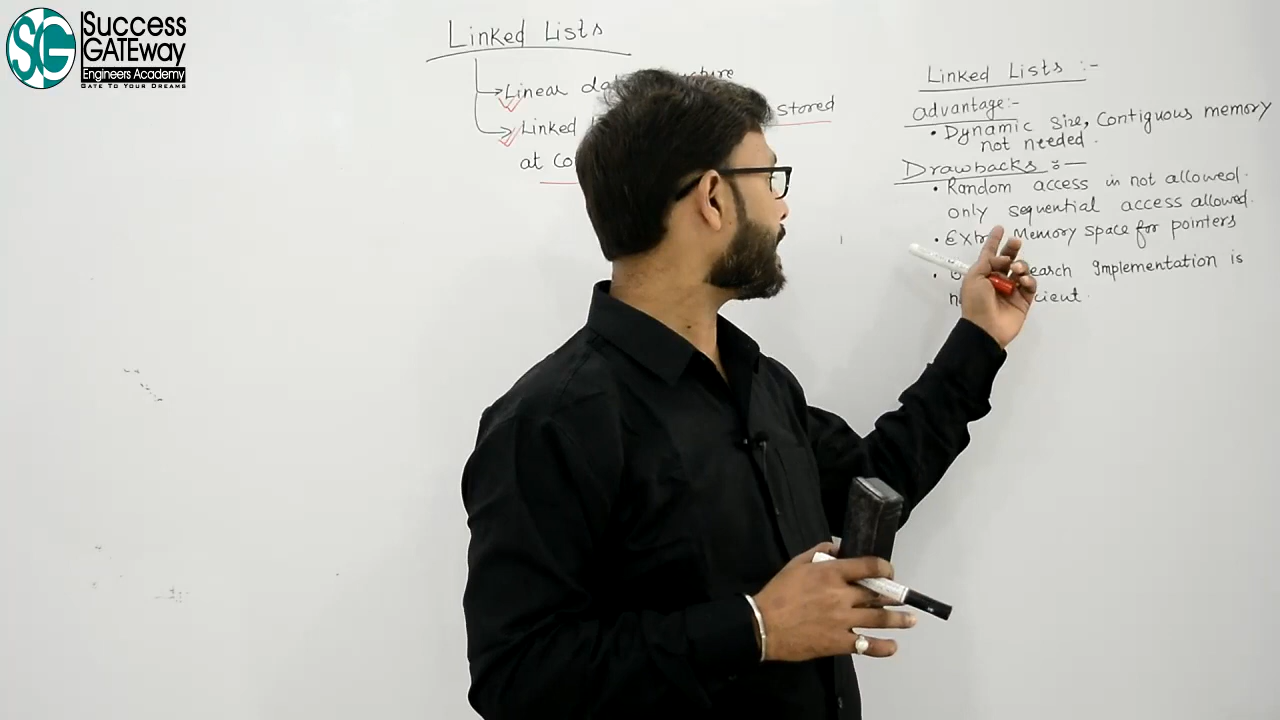 SG Success
GATEway
Engineers Academy
GATE TO YOUR DREAMS
Linked Lists
Linear
Linked stored
at
Linked Lists :-
advantage:-
• Dynamic size, Contiguous memory
not needed.
Drawbacks :—
• Random access in not allowed.
only sequential access allowed.
• Memory space for pointers
• Implementation is